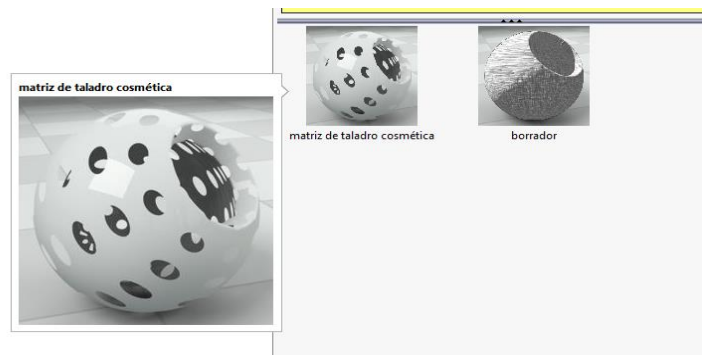 matriz de taladro cosmética
matriz de taladro cosmética
borrador